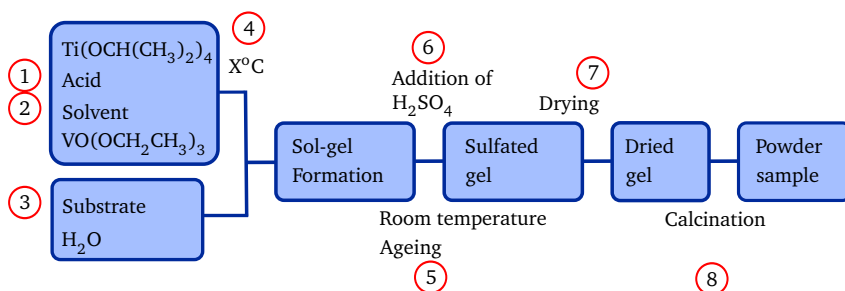 4
Ti(OCH(CH3)2)4
X°C
1
Acid
2
Solvent
VO(OCH2CH3)3
3
Substrate
H2O
Sol-gel
Formation
6
Addition of
H2SO4
Sulfated
gel
Room temperature
Ageing
5
7
Drying
Dried
gel
Calcination
8
Powder
sample